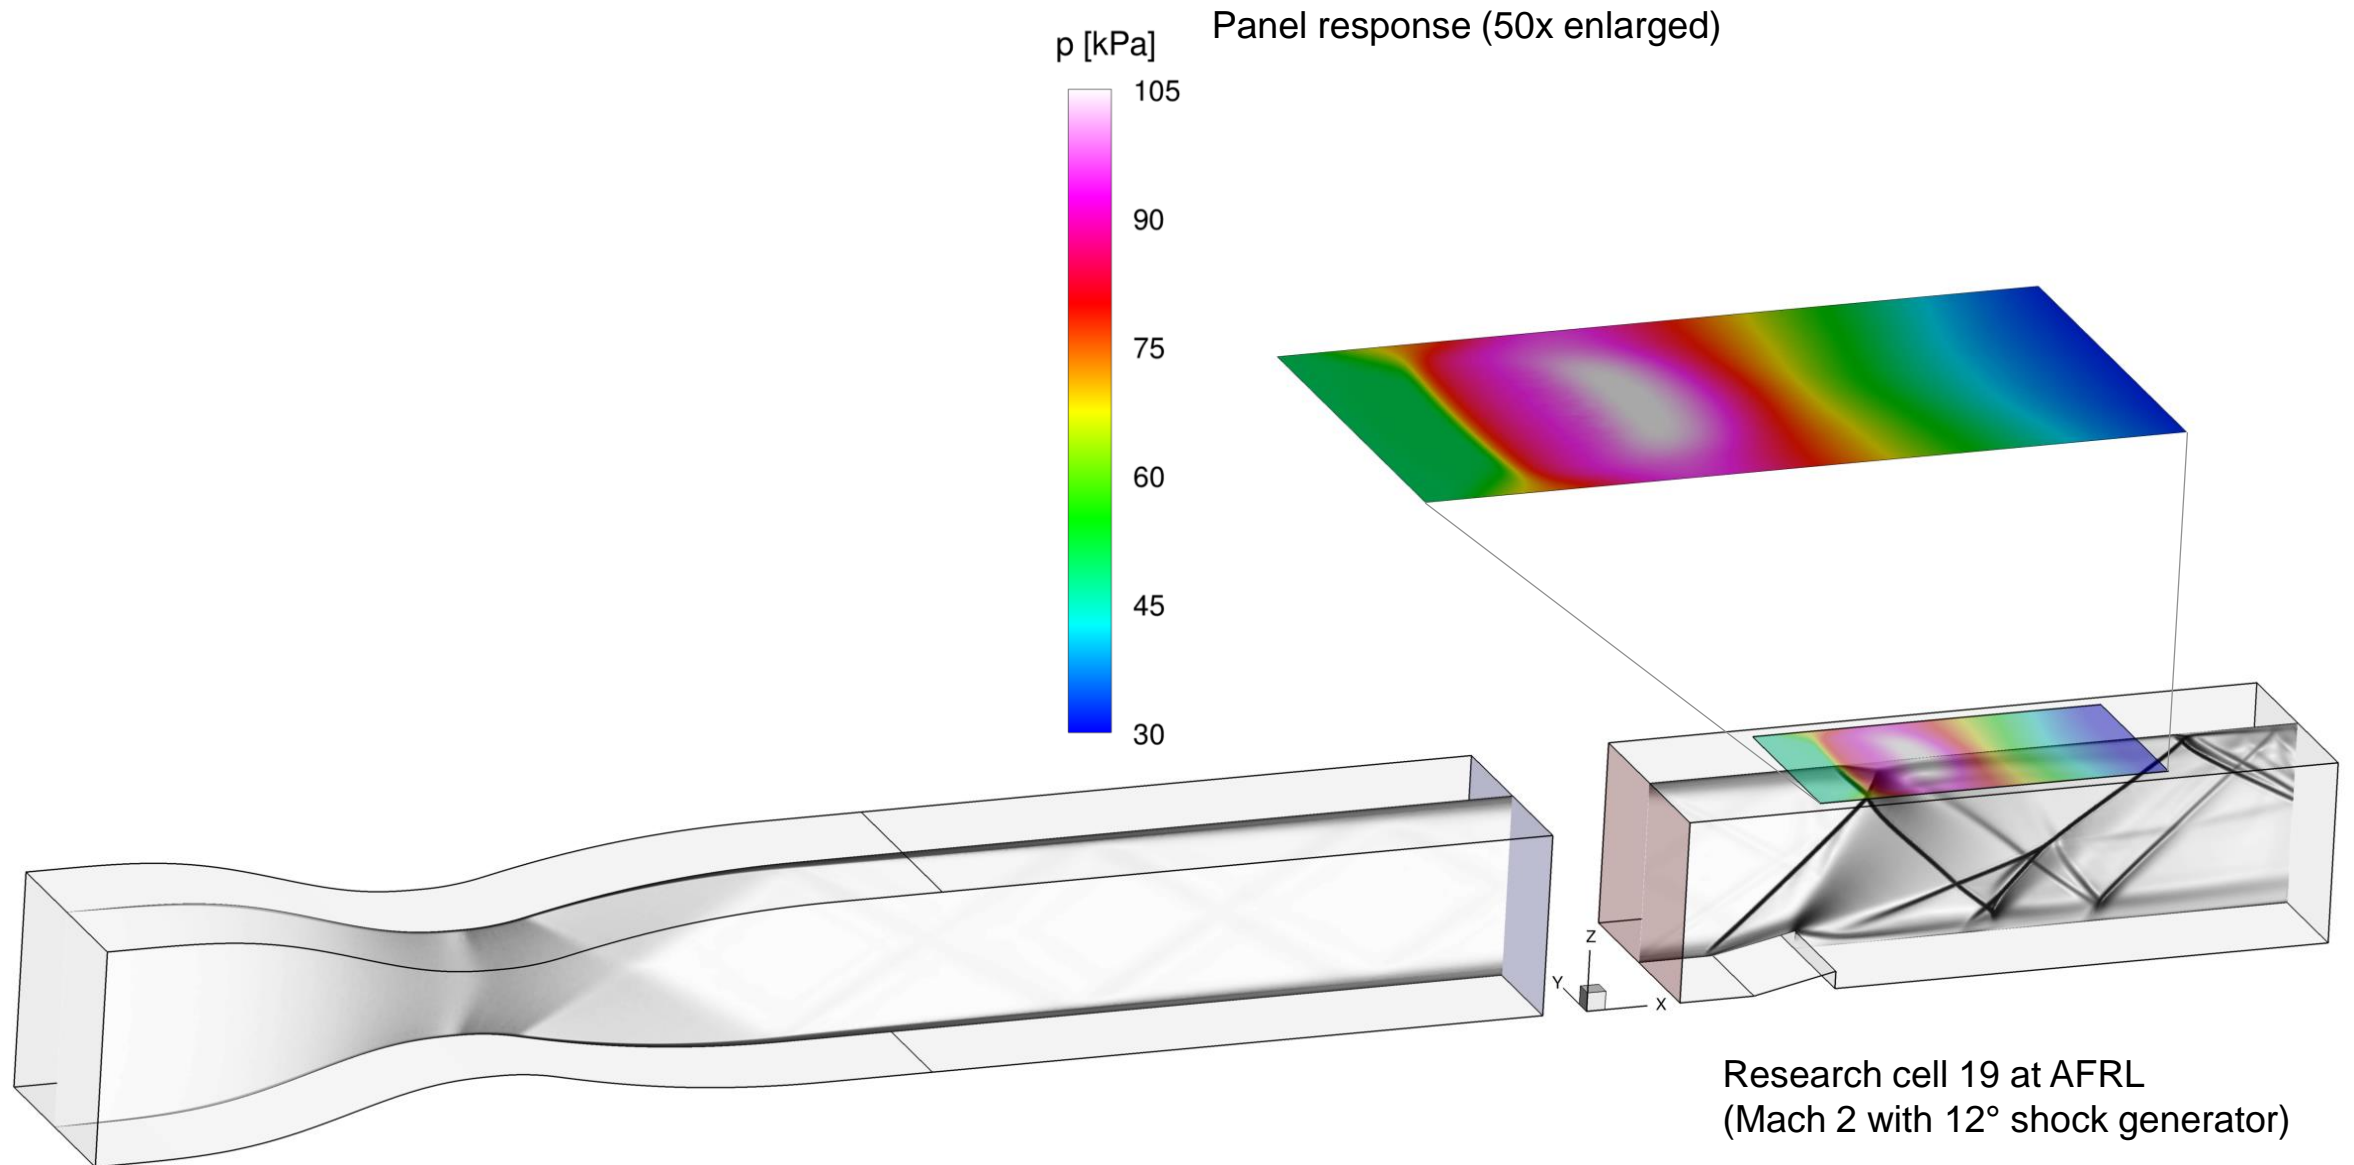 Panel response (50x enlarged)
p [kPa]
105
90
75
60
45
30
Z
Y
X
Research cell 19 at AFRL
(Mach 2 with 12° shock generator)